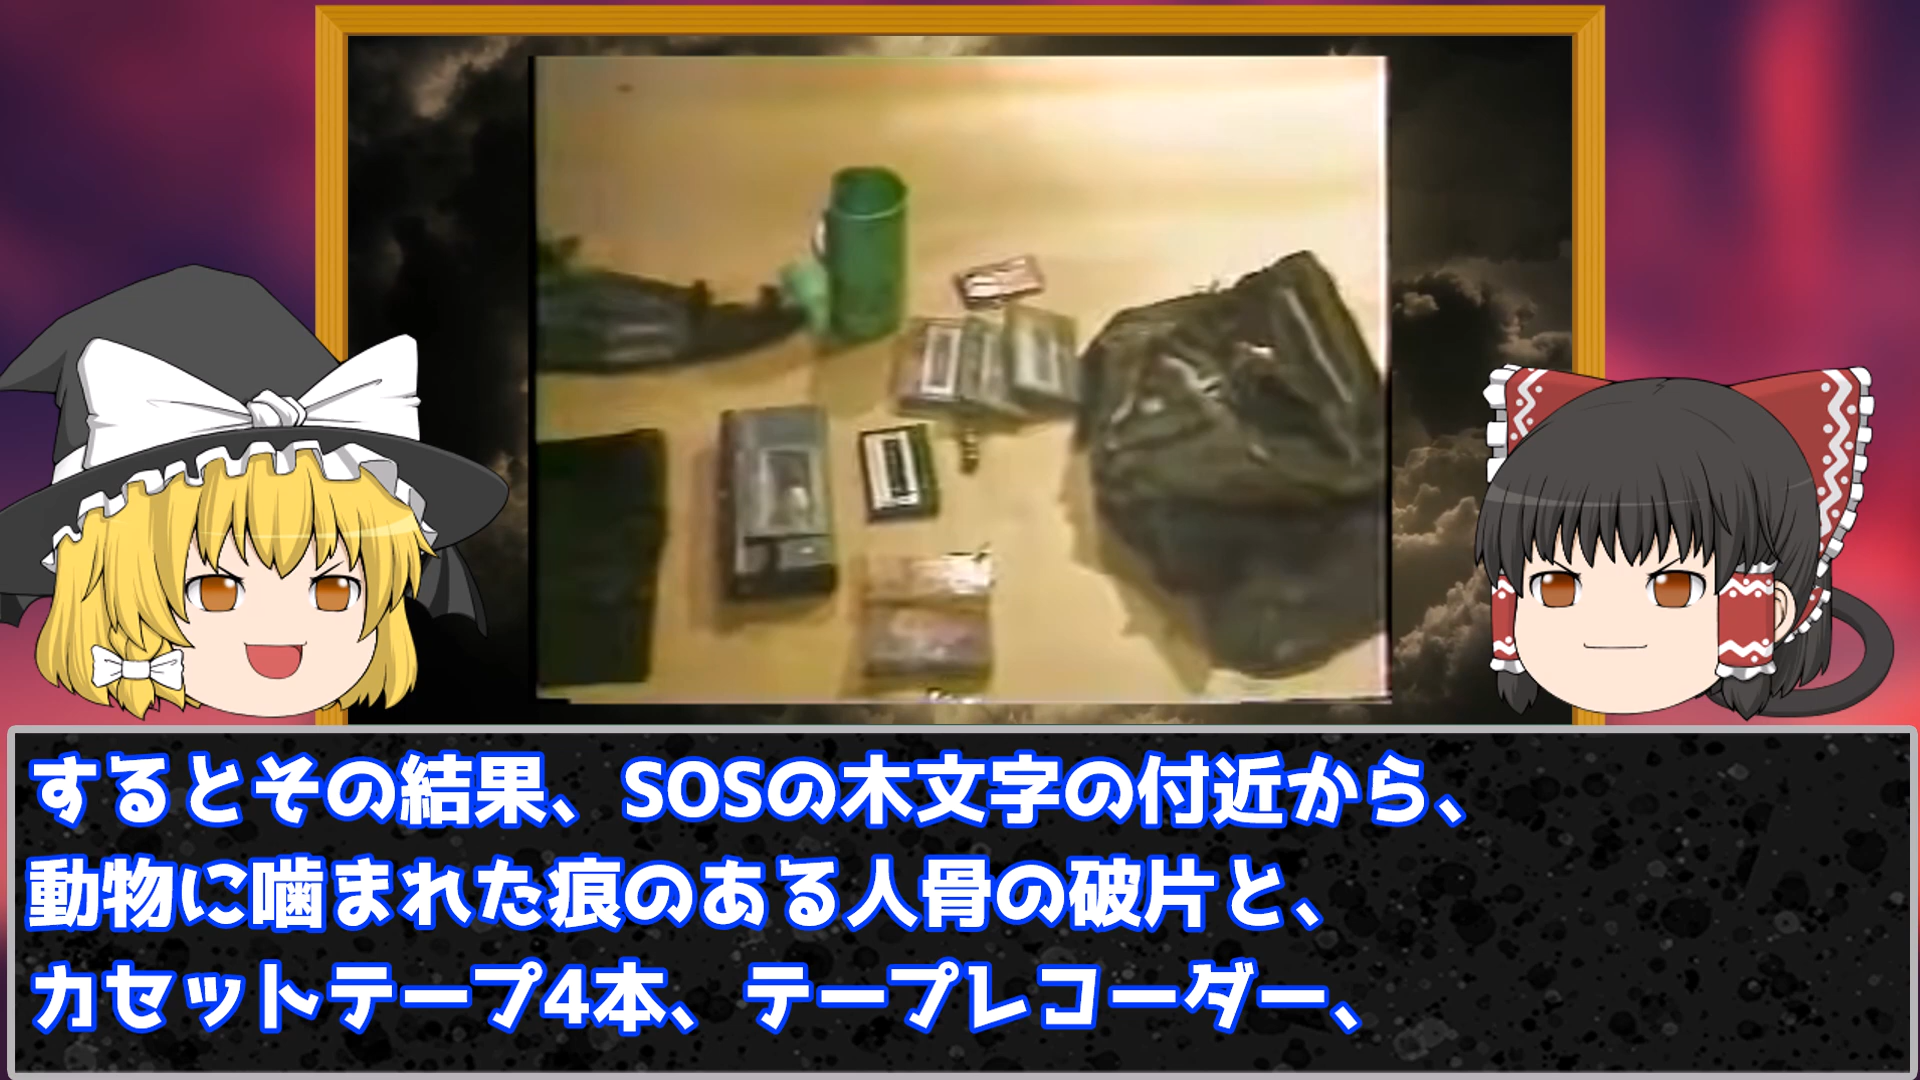 するとその結果、SOSの木文字の付近から、
動物に噛まれた痕のある人骨の破片と、
カセットテープ4本、テープレコーダー、